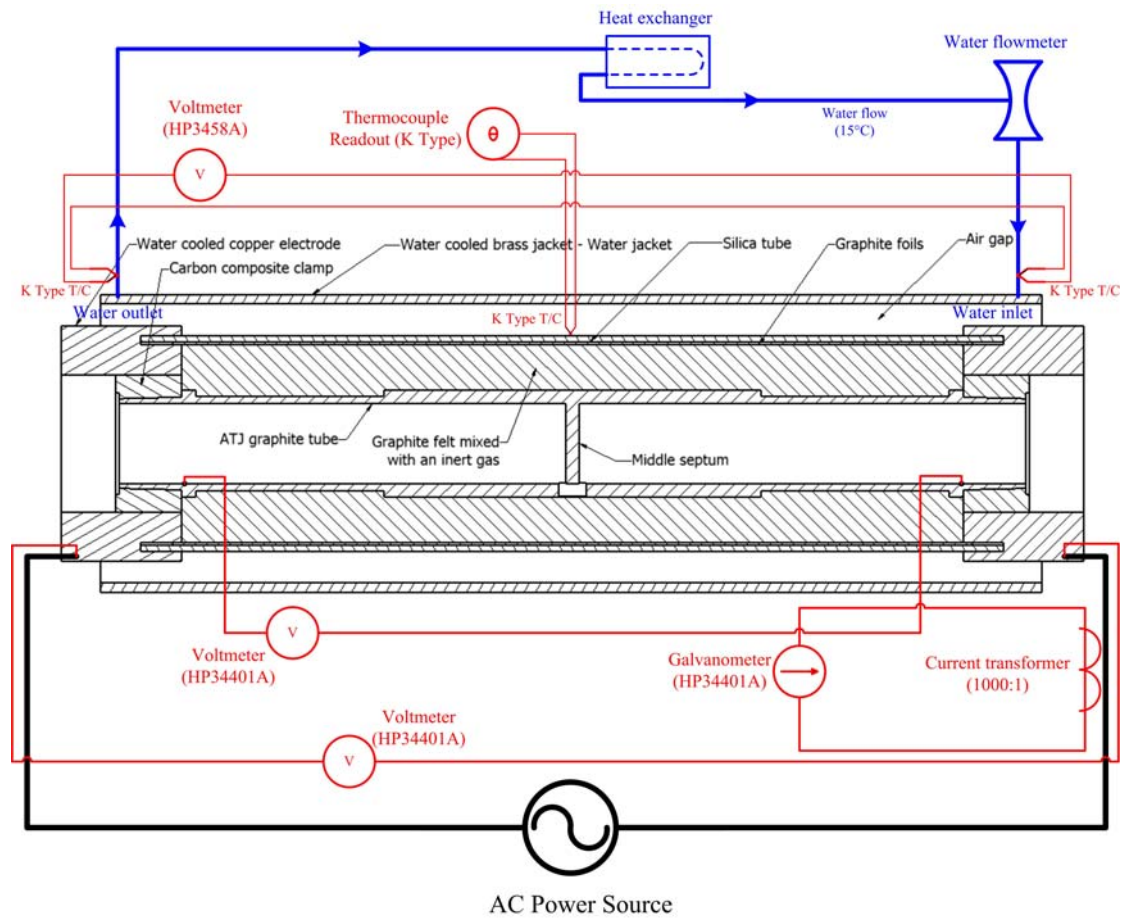 Heat exchanger
Water flowmeter
Voltmeter
(HP3458A)
Thermocouple
Readout (K Type)
θ
Water flow
(15°C)
V
Water cooled copper electrode
Water cooled brass jacket - Water jacket
Silica tube
Graphite foils
Air gap
Carbon composite clamp
K Type T/C
K Type T/C
Water outlet
K Type T/C
Water inlet
ATJ graphite tube
Graphite felt mixed
with an inert gas
Middle septum
V
Voltmeter
(HP34401A)
Galvanometer
(HP34401A)
Current transformer
(1000:1)
Voltmeter
(HP34401A)
V
AC Power Source